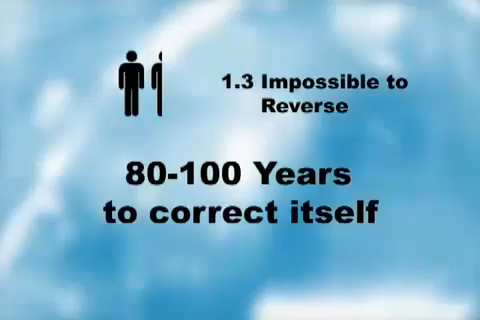 1.3 Impossible to
Reverse
80-100 Years
to correct itself